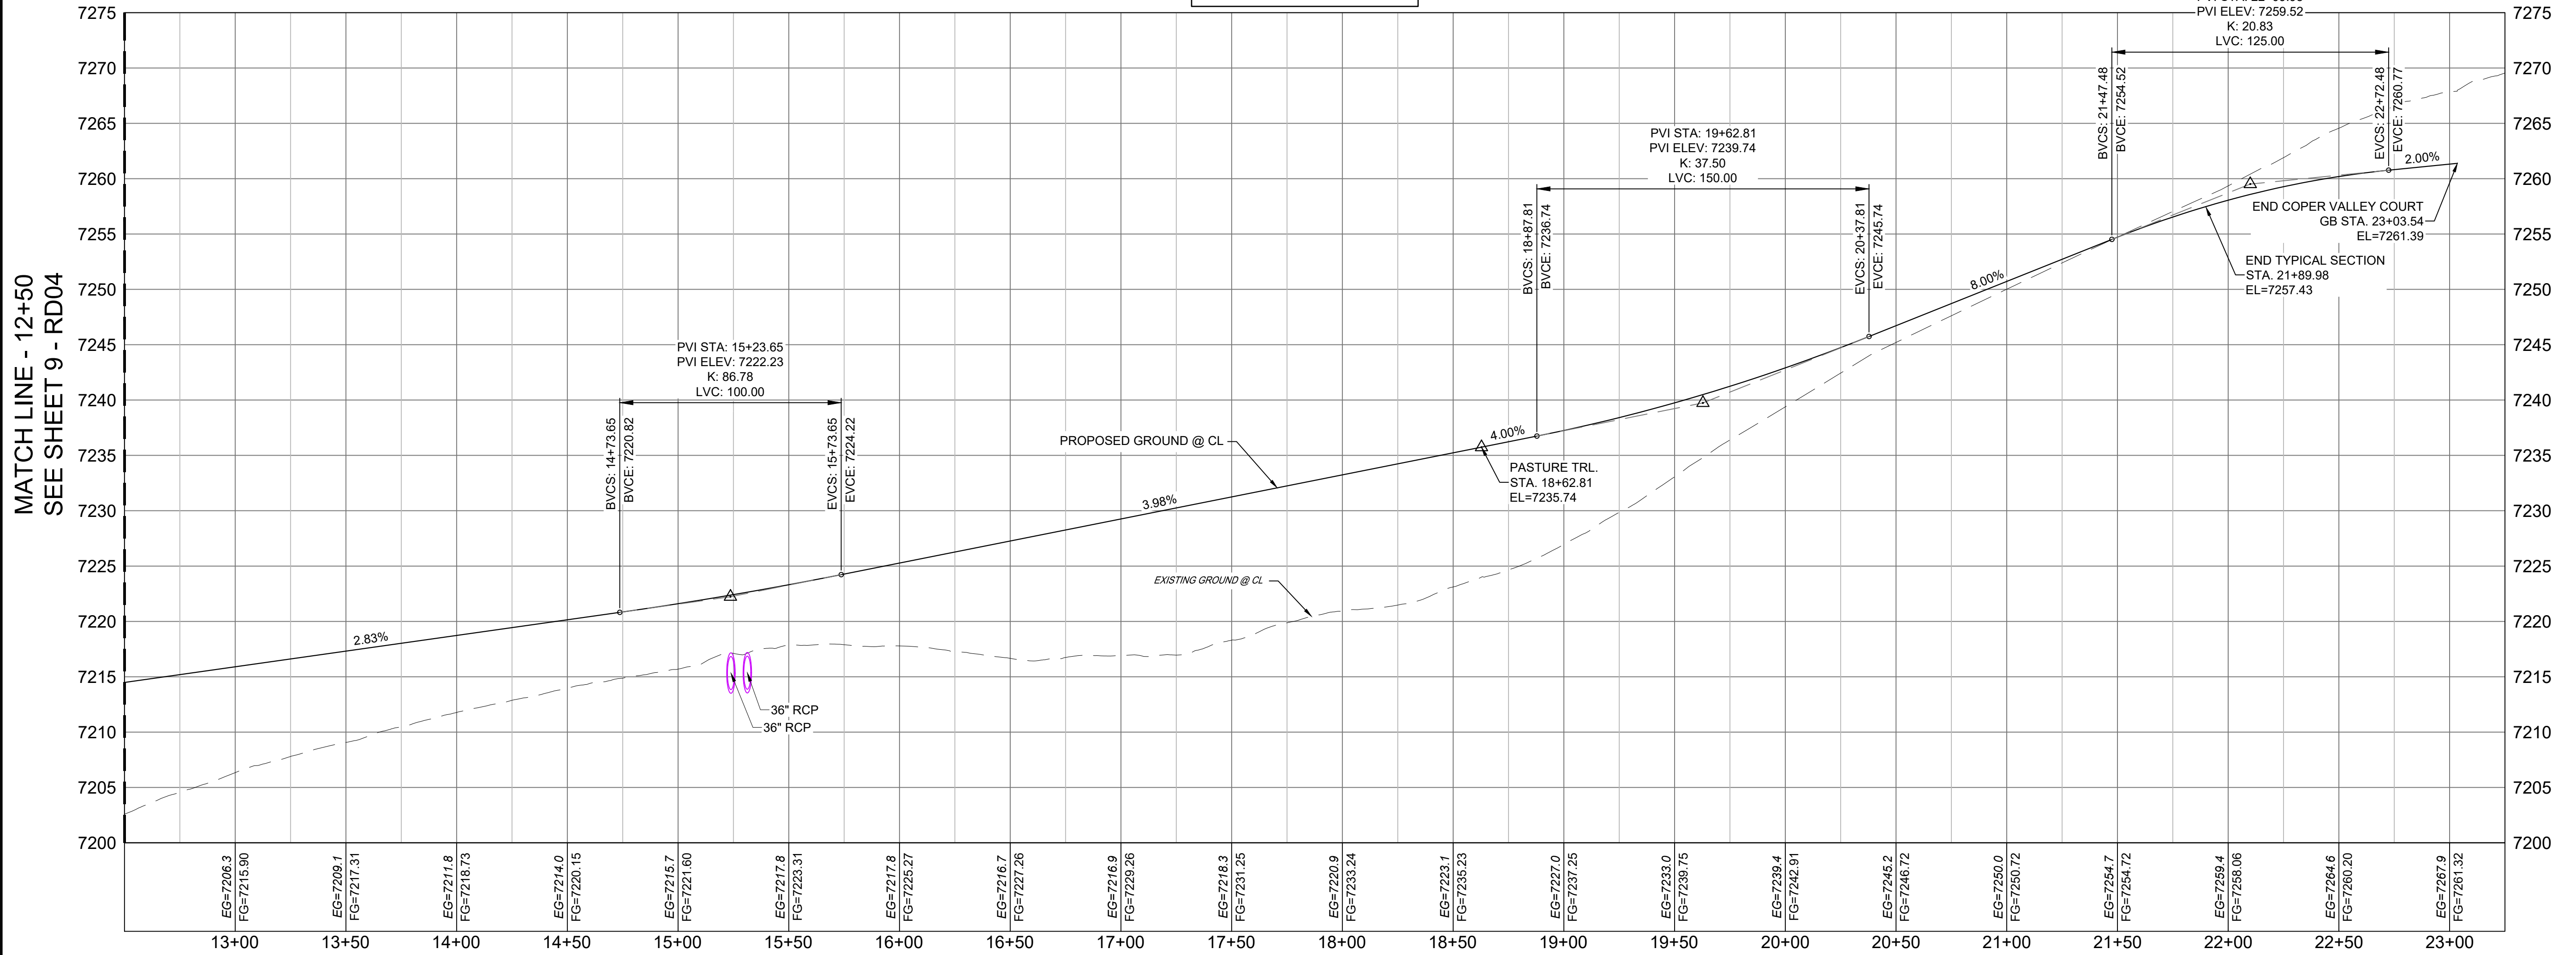 PVI ELEV: 7259.52
K: 20.83
LVC: 125.00
7275
7270
7265
7260
7255
7250
7245
7240
7235
7230
7225
7220
7215
7210
7205
7200
7275
7270
7265
7260
7255
7250
7245
7240
7235
7230
7225
7220
7215
7210
7205
7200
MATCH LINE - 12+50
SEE SHEET 9 - RD04
2.83%
BVCS: 14+73.65
BVCE: 7220.82
PVI STA: 15+23.65
PVI ELEV: 7222.23
K: 86.78
LVC: 100.00
EVCS: 15+73.65
EVCE: 7224.22
36" RCP
36" RCP
PROPOSED GROUND @ CL
3.98%
EXISTING GROUND @ CL
4.00%
PASTURE TRL.
STA. 18+62.81
EL=7235.74
BVCS: 18+87.81
BVCE: 7236.74
PVI STA: 19+62.81
PVI ELEV: 7239.74
K: 37.50
LVC: 150.00
EVCS: 20+37.81
EVCE: 7245.74
8.00%
BVCS: 21+47.48
BVCE: 7254.52
EVCS: 22+72.48
EVCE: 7260.77
2.00%
END COPER VALLEY COURT
GB STA. 23+03.54
EL=7261.39
END TYPICAL SECTION
STA. 21+89.98
EL=7257.43
EG=7206.3
FG=7215.90
EG=7209.1
FG=7217.31
EG=7211.8
FG=7218.73
EG=7214.0
FG=7220.15
EG=7215.7
FG=7221.60
EG=7217.8
FG=7223.31
EG=7217.8
FG=7225.27
EG=7216.7
FG=7227.26
EG=7216.9
FG=7229.26
EG=7218.3
FG=7231.25
EG=7220.9
FG=7233.24
EG=7223.1
FG=7235.23
EG=7227.0
FG=7237.25
EG=7233.0
FG=7239.75
EG=7239.4
FG=7242.91
EG=7245.2
FG=7246.72
EG=7250.0
FG=7250.72
EG=7254.7
FG=7254.72
EG=7259.4
FG=7258.06
EG=7264.6
FG=7260.20
EG=7267.9
FG=7261.32
13+00
13+50
14+00
14+50
15+00
15+50
16+00
16+50
17+00
17+50
18+00
18+50
19+00
19+50
20+00
20+50
21+00
21+50
22+00
22+50
23+00